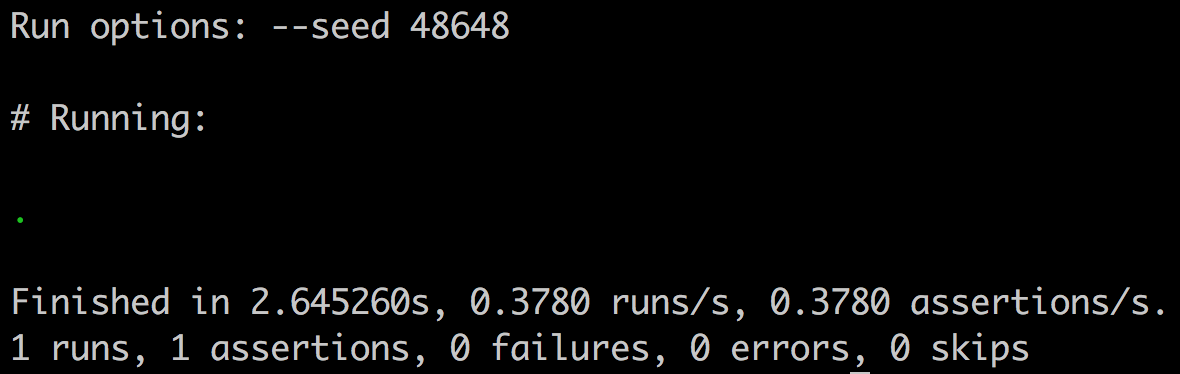 Run options: --seed 48648
# Running:
.
Finished in 2.645260s, 0.3780 runs/s, 0.3780 assertions/s.
1 runs, 1 assertions, 0 failures, 0 errors, 0 skips